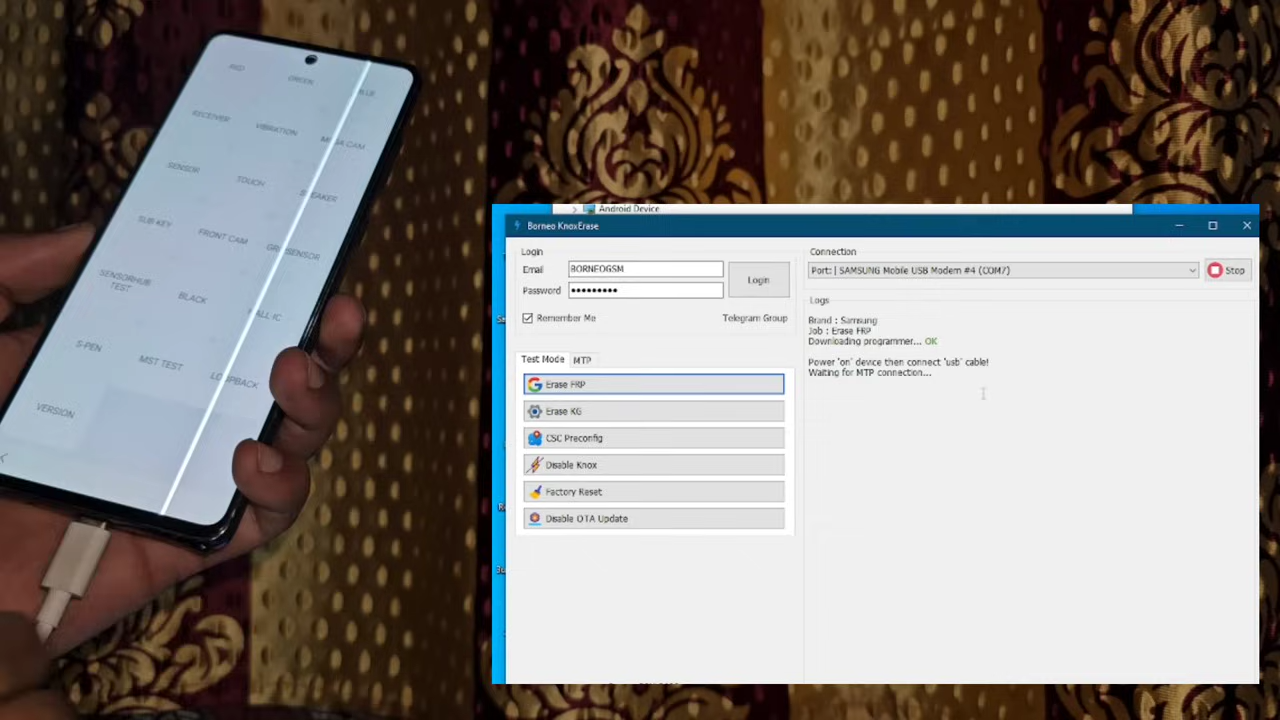 RED
GREEN
BLUE
RECEIVER
VIBRATION
MEGA CAM
SENSOR
TOUCH
SPEAKER
SUB KEY
FRONT CAM
GRIPSENSOR
SENSORHUB
TEST
BLACK
HALL IC
S-PEN
MST TEST
LOOPBACK
VERSION
Android Device
Borneo KnoxErase
Login
Email
BORNEOGSM
Login
Password
Remember Me
Telegram Group
Test Mode
MTP
Erase FRP
Erase KG
CSC Preconfig
Disable Knox
Factory Reset
Disable OTA Update
Connection
Port: | SAMSUNG Mobile USB Modem #4 (COM7)
Stop
Logs
Brand : Samsung
Job : Erase FRP
Downloading programmer... OK
Power 'on' device then connect 'usb' cable!
Waiting for MTP connection...